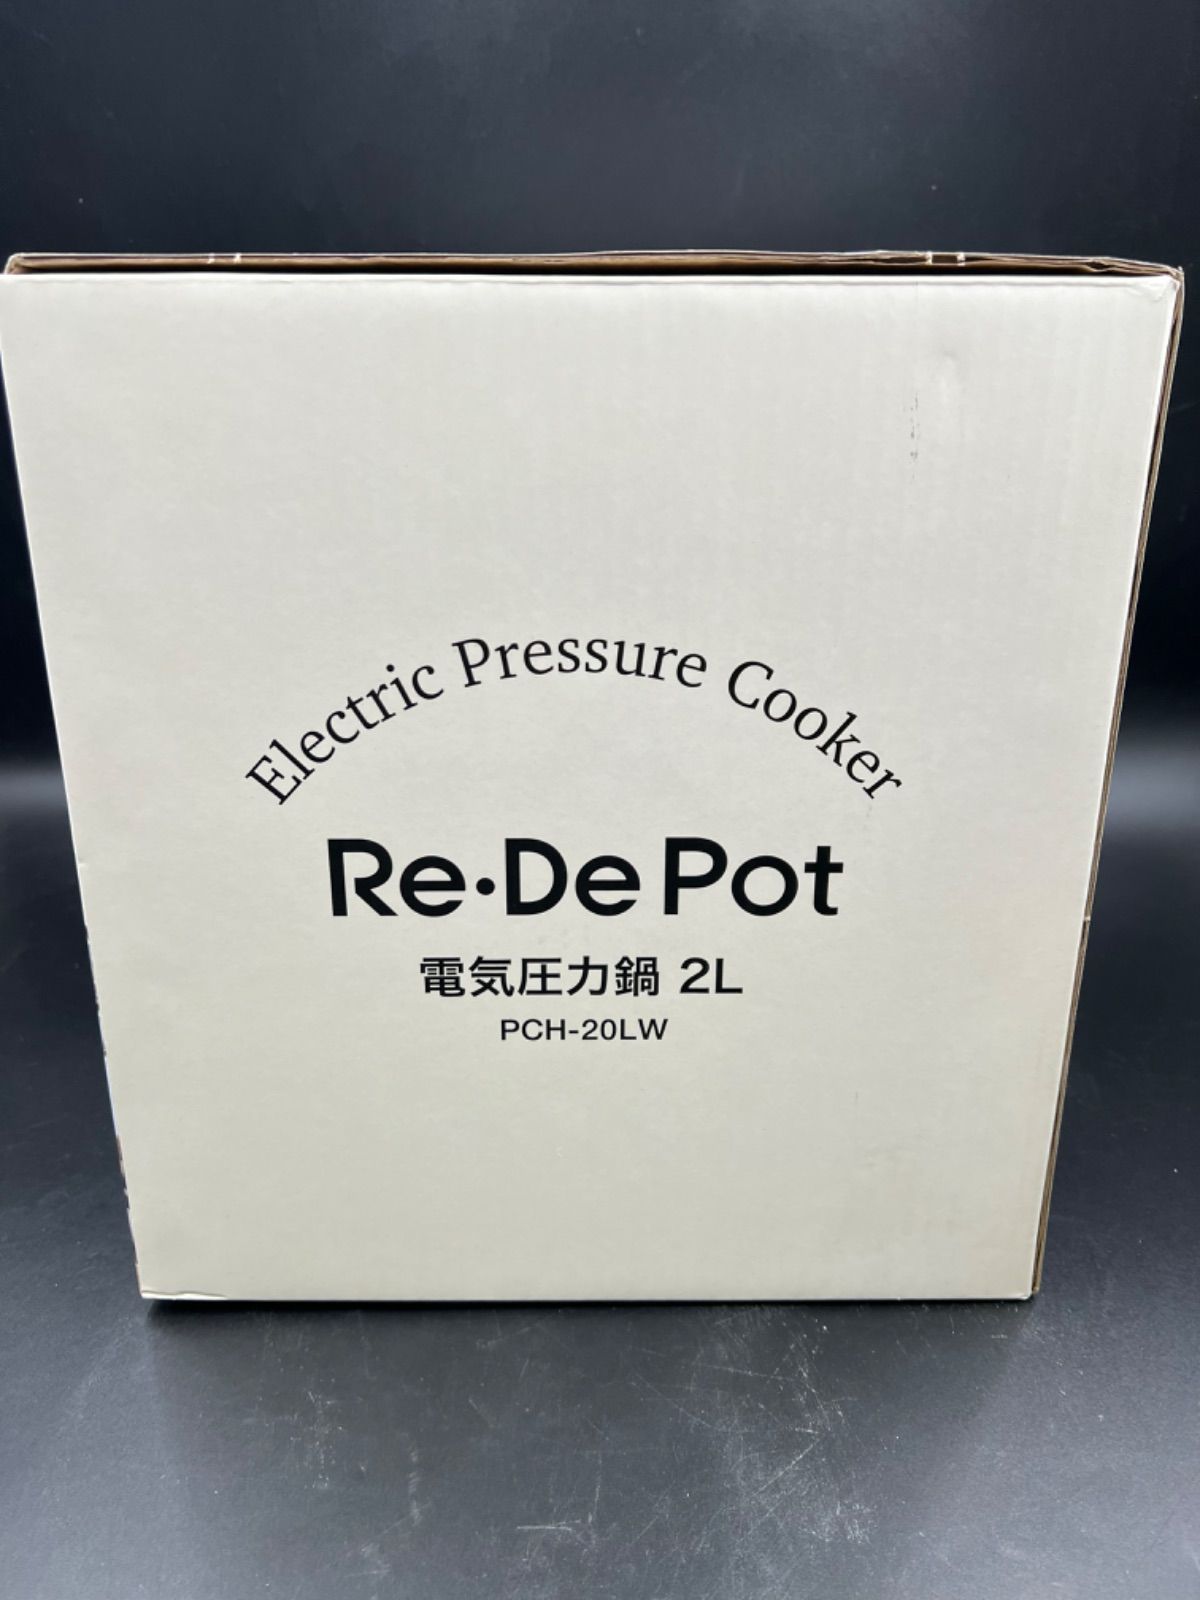 Electric Pressure Cooker
Re·De Pot
電気圧力鍋 2L
PCH-20LW